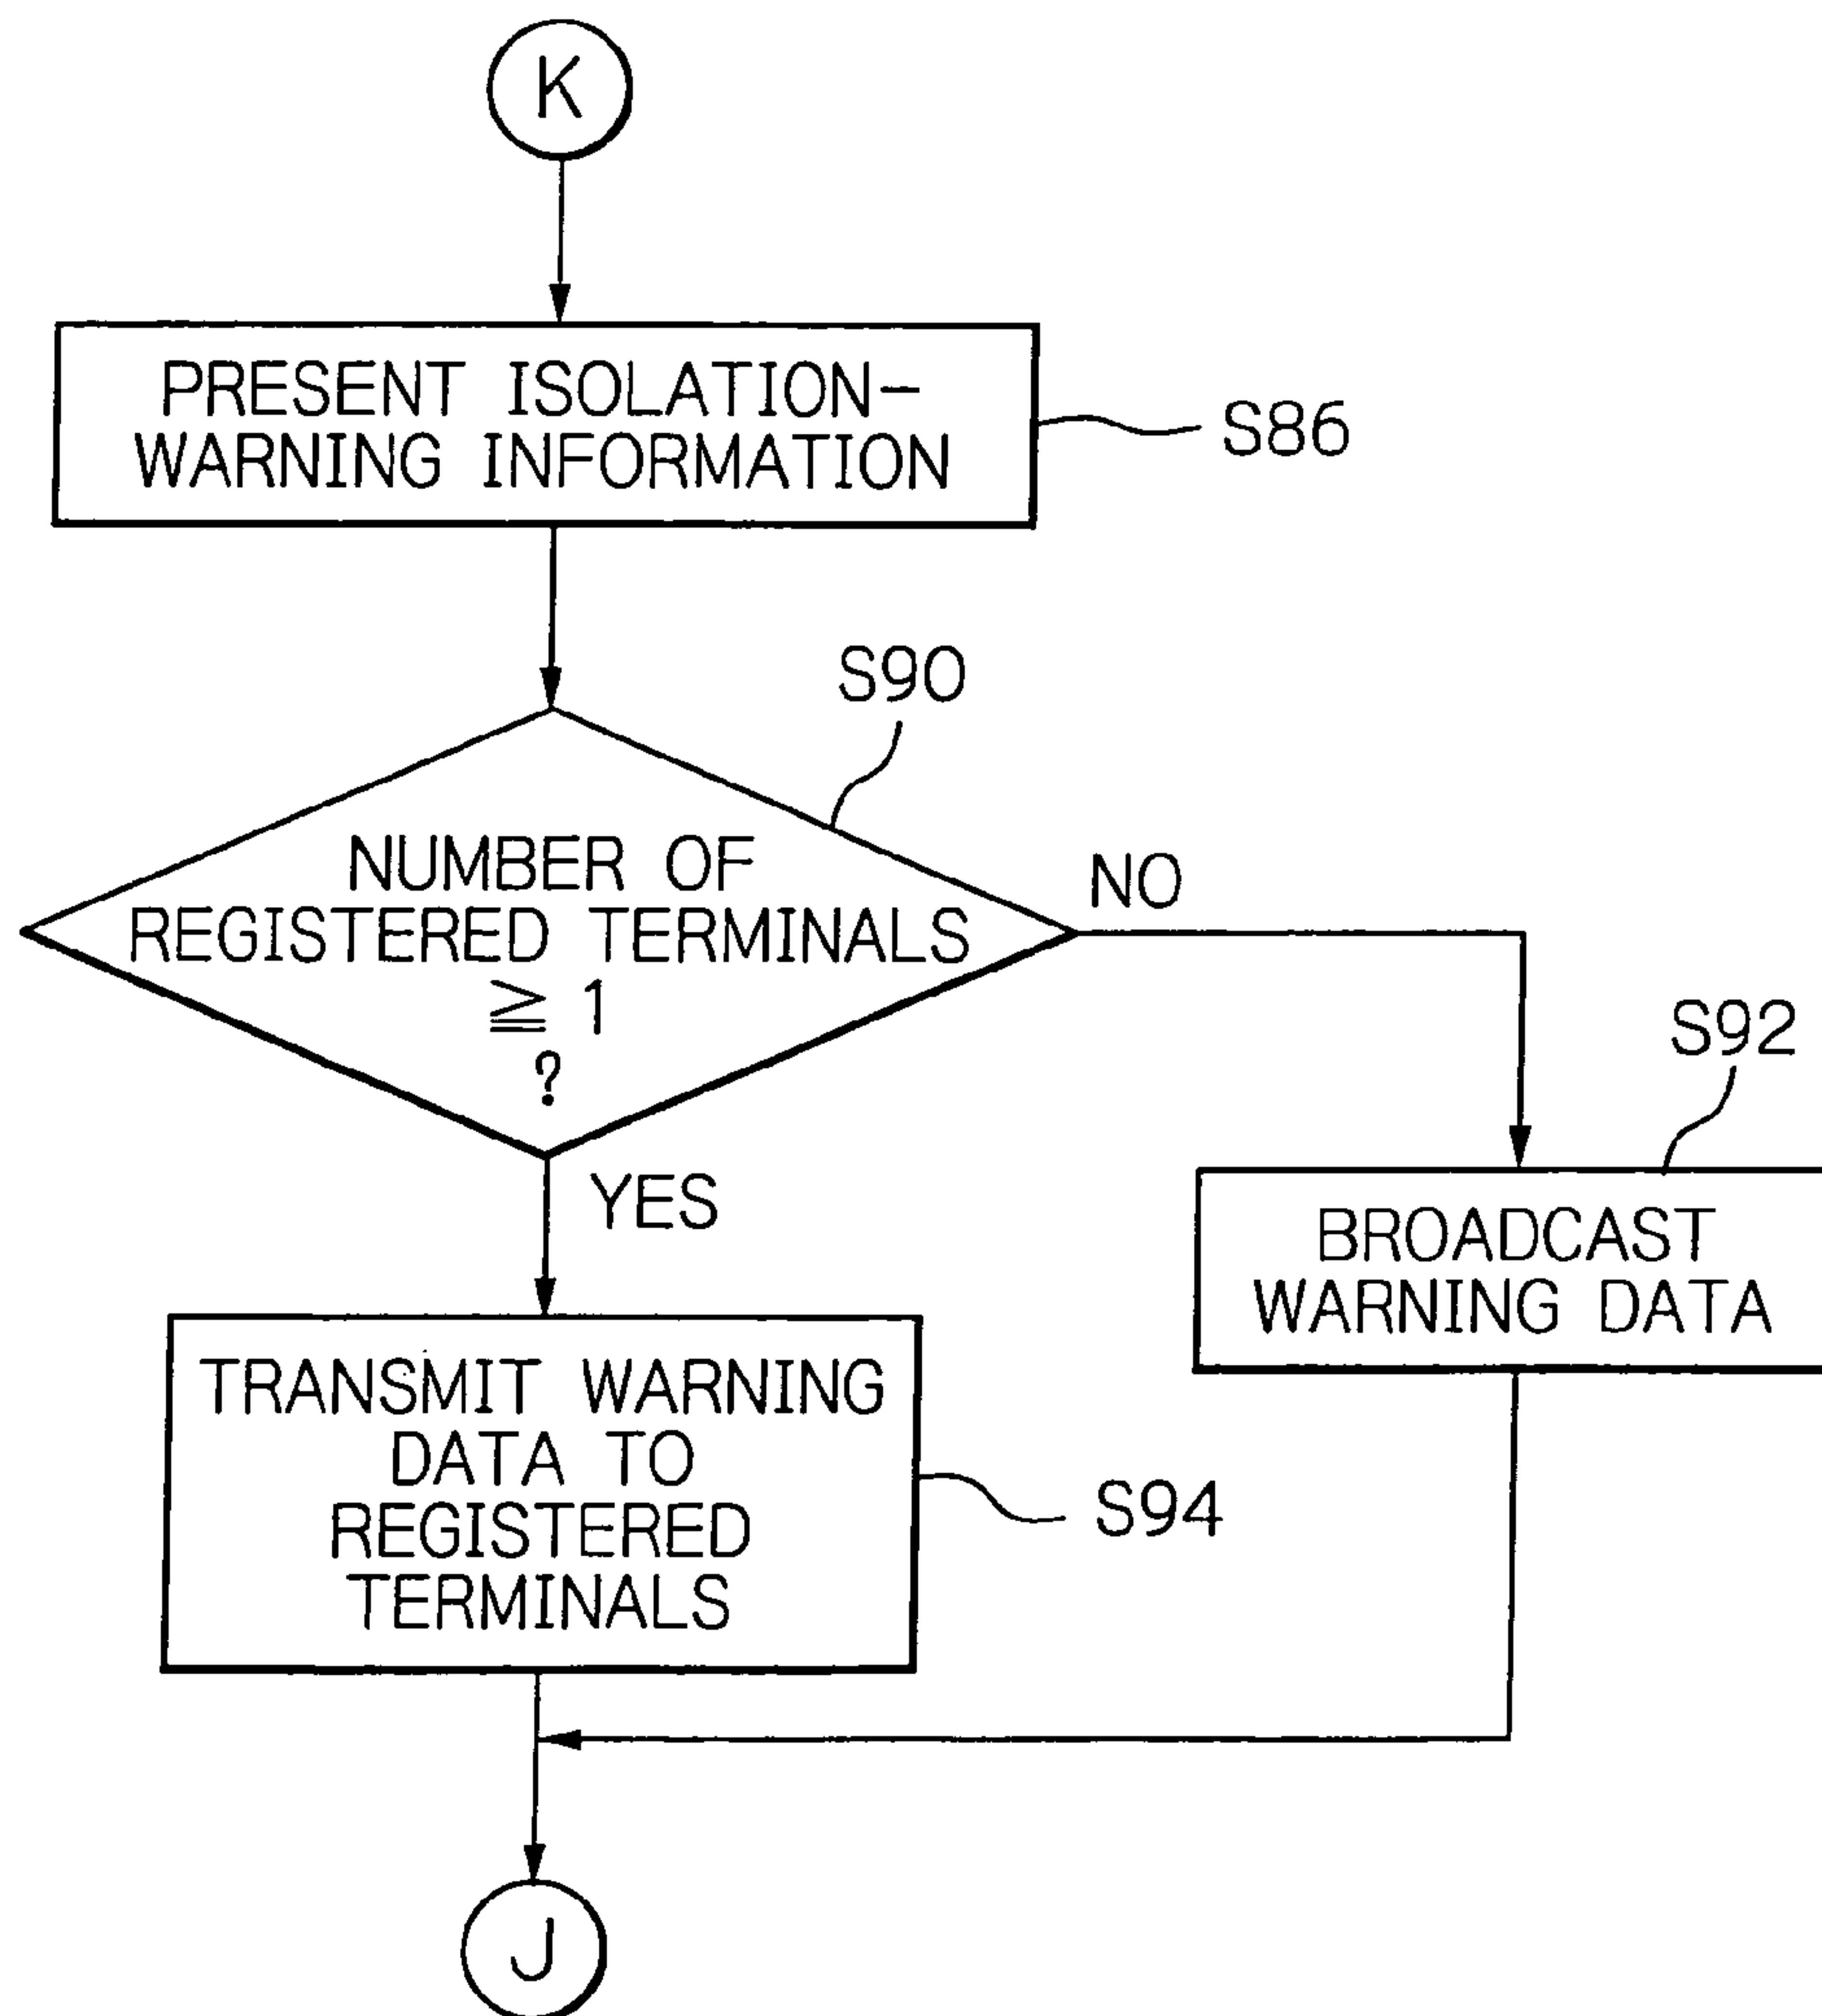 K
PRESENT ISOLATION-
WARNING INFORMATION
S86
S90
NUMBER OF
REGISTERED TERMINALS
≧ 1
?
NO
YES
S92
BROADCAST
WARNING DATA
TRANSMIT WARNING
DATA TO
REGISTERED
TERMINALS
S94
J